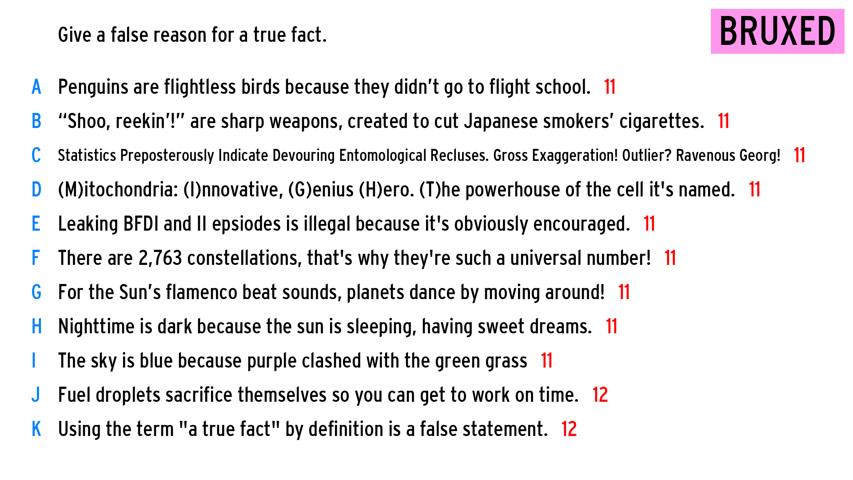 Give a false reason for a true fact.
BRUXED
A Penguins are flightless birds because they didn't go to flight school. 11
B “Shoo, reekin'!” are sharp weapons, created to cut Japanese smokers' cigarettes. 11
C Statistics Preposterously Indicate Devouring Entomological Recluses. Gross Exaggeration! Outlier? Ravenous Georg! 11
D (M)itochondria: (I)nnovative, (G)enius (H)ero. (T)he powerhouse of the cell it's named. 11
E Leaking BFDI and II epsiodes is illegal because it's obviously encouraged. 11
F There are 2,763 constellations, that's why they're such a universal number! 11
G For the Sun's flamenco beat sounds, planets dance by moving around! 11
H Nighttime is dark because the sun is sleeping, having sweet dreams. 11
I The sky is blue because purple clashed with the green grass 11
J Fuel droplets sacrifice themselves so you can get to work on time. 12
K Using the term "a true fact" by definition is a false statement. 12